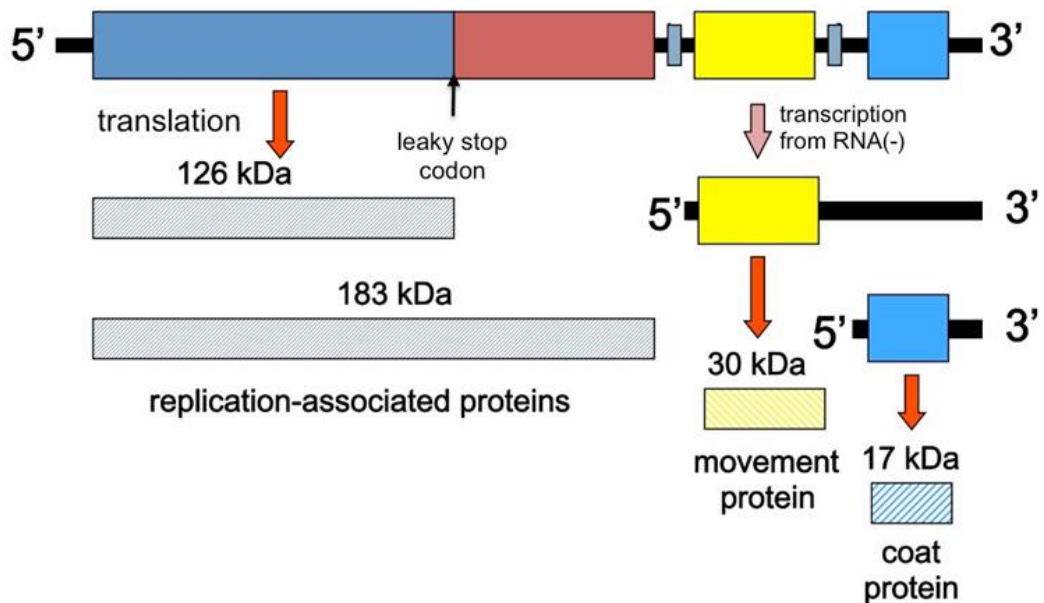 5’
3’
translation
leaky stop
codon
transcription
from RNA(-)
126 kDa
5’
3’
183 kDa
5’
3’
replication-associated proteins
30 kDa
movement
protein
17 kDa
coat
protein